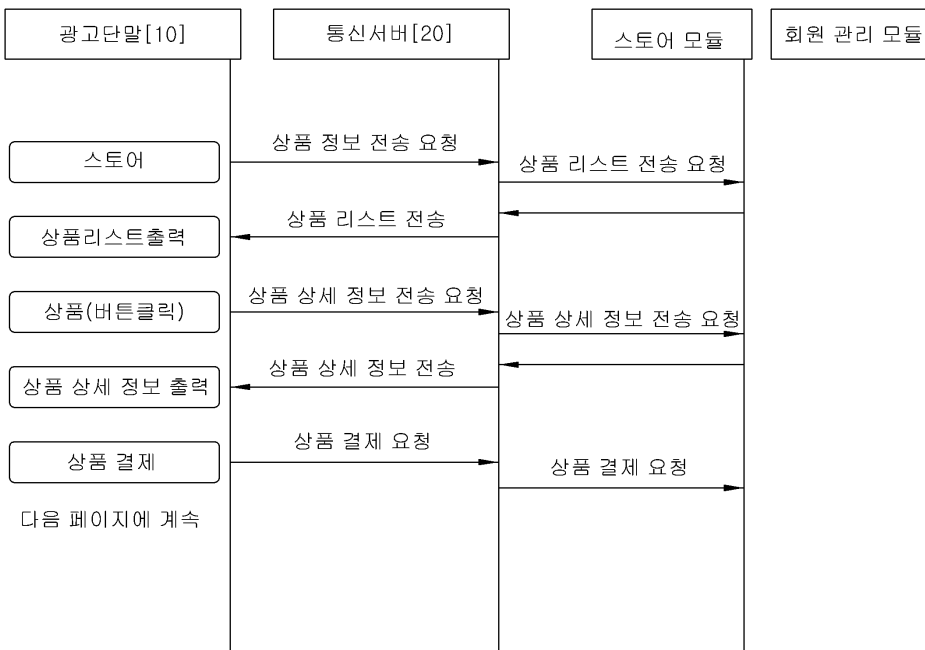 광고단말[10]
통신서버[20]
스토어 모듈
회원 관리 모듈
스토어
상품 정보 전송 요청
상품 리스트 전송 요청
상품리스트출력
상품 리스트 전송
상품(버튼클릭)
상품 상세 정보 전송 요청
상품 상세 정보 전송 요청
상품 상세 정보 출력
상품 상세 정보 전송
상품 결제
상품 결제 요청
상품 결제 요청
다음 페이지에 계속